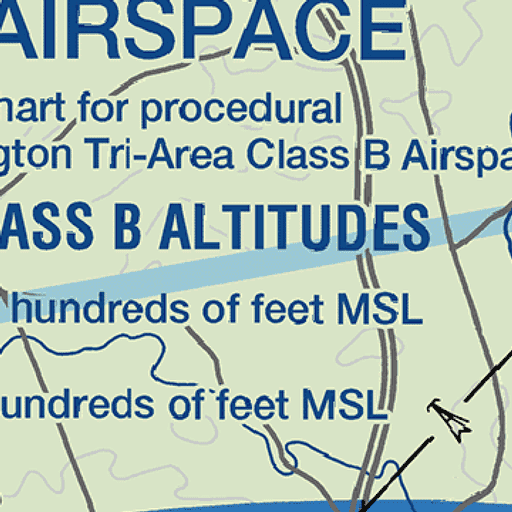 AIRSPACE
hart for procedural
gton Tri-Area Class B Airspa
ASS B ALTITUDES
hundreds of feet MSL
undreds of feet MSL